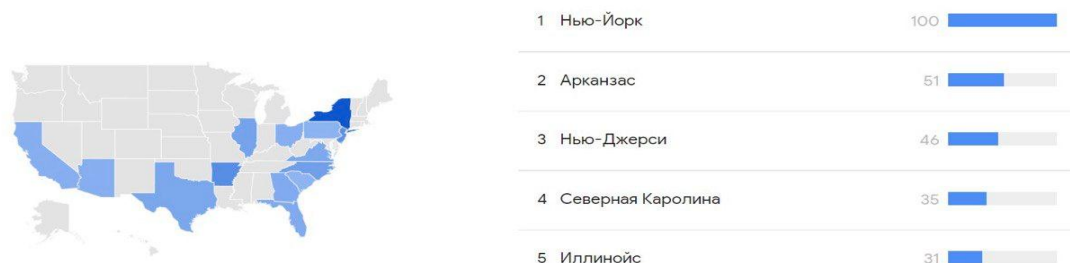 1 Нью-Йорк 100
2 Арканзас 51
3 Нью-Джерси 46
4 Северная Каролина 35
5 Иллинойс 31